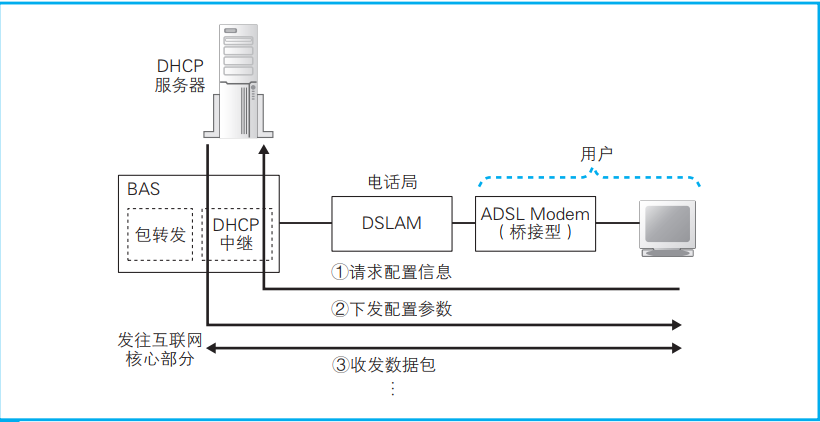 DHCP
服务器
用户
电话局
BAS
包转发
DHCP
中继
DSLAM
ADSL Modem
（桥接型）
①请求配置信息
②下发配置参数
发往互联网
核心部分
③收发数据包
⋮